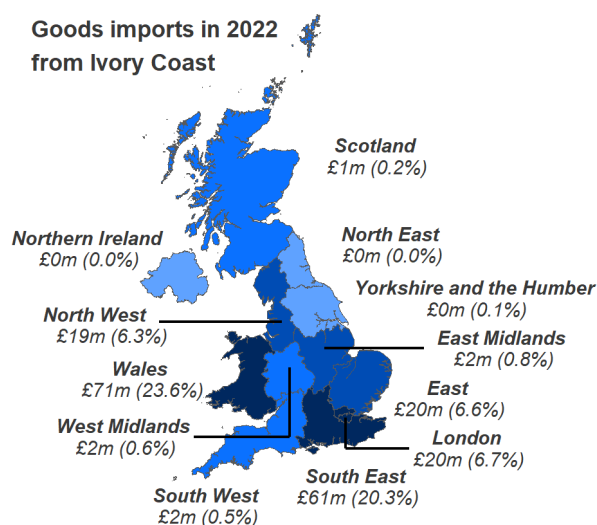 Goods imports in 2022
from Ivory Coast
Scotland
£1m (0.2%)
Northern Ireland
£0m (0.0%)
North East
£0m (0.0%)
Yorkshire and the Humber
£0m (0.1%)
North West
£19m (6.3%)
East Midlands
£2m (0.8%)
Wales
£71m (23.6%)
East
£20m (6.6%)
West Midlands
£2m (0.6%)
London
£20m (6.7%)
South East
£61m (20.3%)
South West
£2m (0.5%)